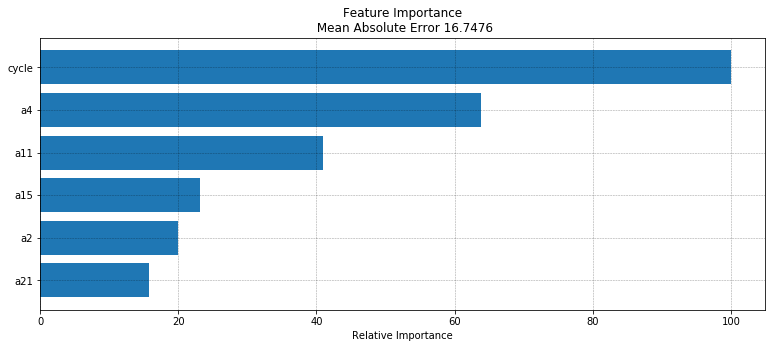 Feature Importance
Mean Absolute Error 16.7476
cycle
a4
a11
a15
a2
a21
0 20 40 60 80 100
Relative Importance